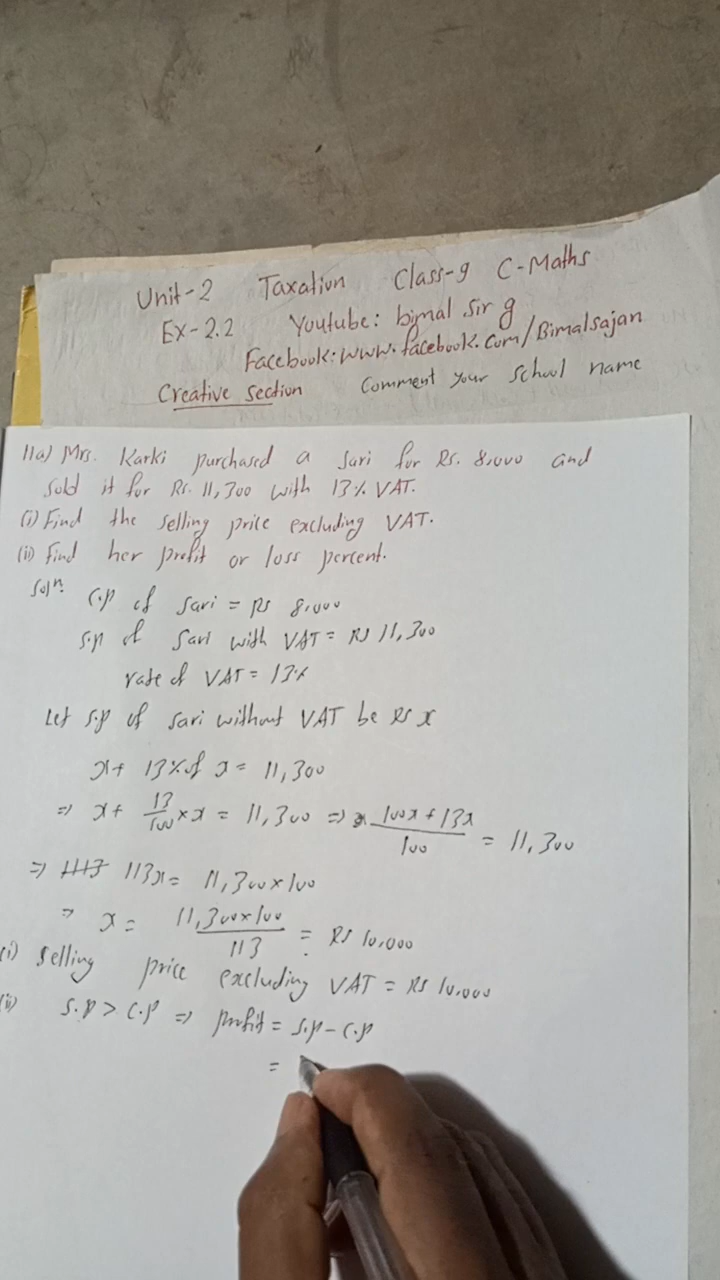 Unit-2 Taxation Class-9 C-Maths
Ex-2.2 Youtube: bimal sir g
Facebook: www.facebook.com/Bimalsajan
Creative section Comment your school name
11a) Mrs. Karki purchased a sari for Rs. 8,000 and
sold it for Rs. 11,300 with 13% VAT.
(i) Find the selling price excluding VAT.
(ii) Find her profit or loss percent.
Solⁿ: C.P of sari = Rs 8,000
S.P of sari with VAT = Rs 11,300
rate of VAT = 13%
Let S.P of sari without VAT be Rs x
x + 13% of x = 11,300
⇒ x + 13/100 × x = 11,300 ⇒ 100x + 13x / 100 = 11,300
⇒ 113x = 11,300 × 100
⇒ x = 11,300 × 100 / 113 = Rs 10,000
(i) Selling price excluding VAT = Rs 10,000
(ii) S.P > C.P ⇒ profit = S.P - C.P
=